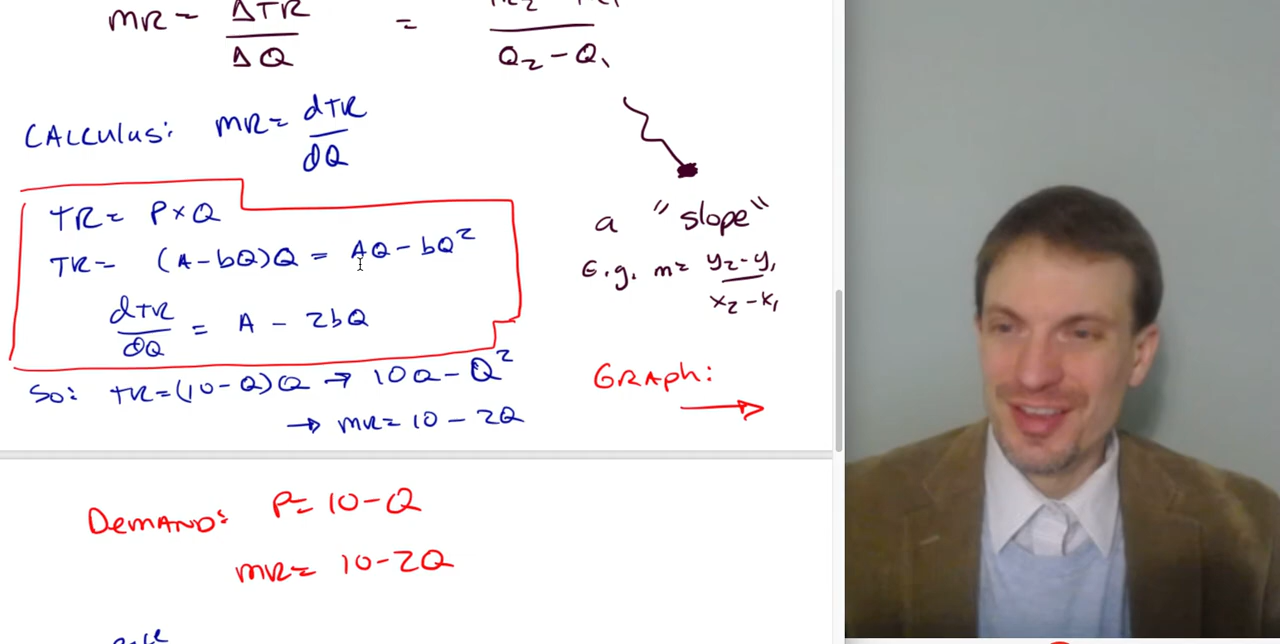 MR = ΔTR / ΔQ = / Q₂ - Q₁
CALCULUS: MR = dTR / dQ
TR = P × Q
TR = (A - bQ)Q = AQ - bQ²
dTR / dQ = A - 2bQ
So: TR = (10 - Q)Q → 10Q - Q²
→ MR = 10 - 2Q
a "slope"
E.g. m = y₂ - y₁ / x₂ - x₁
GRAPH:
Demand: P = 10 - Q
MR = 10 - 2Q